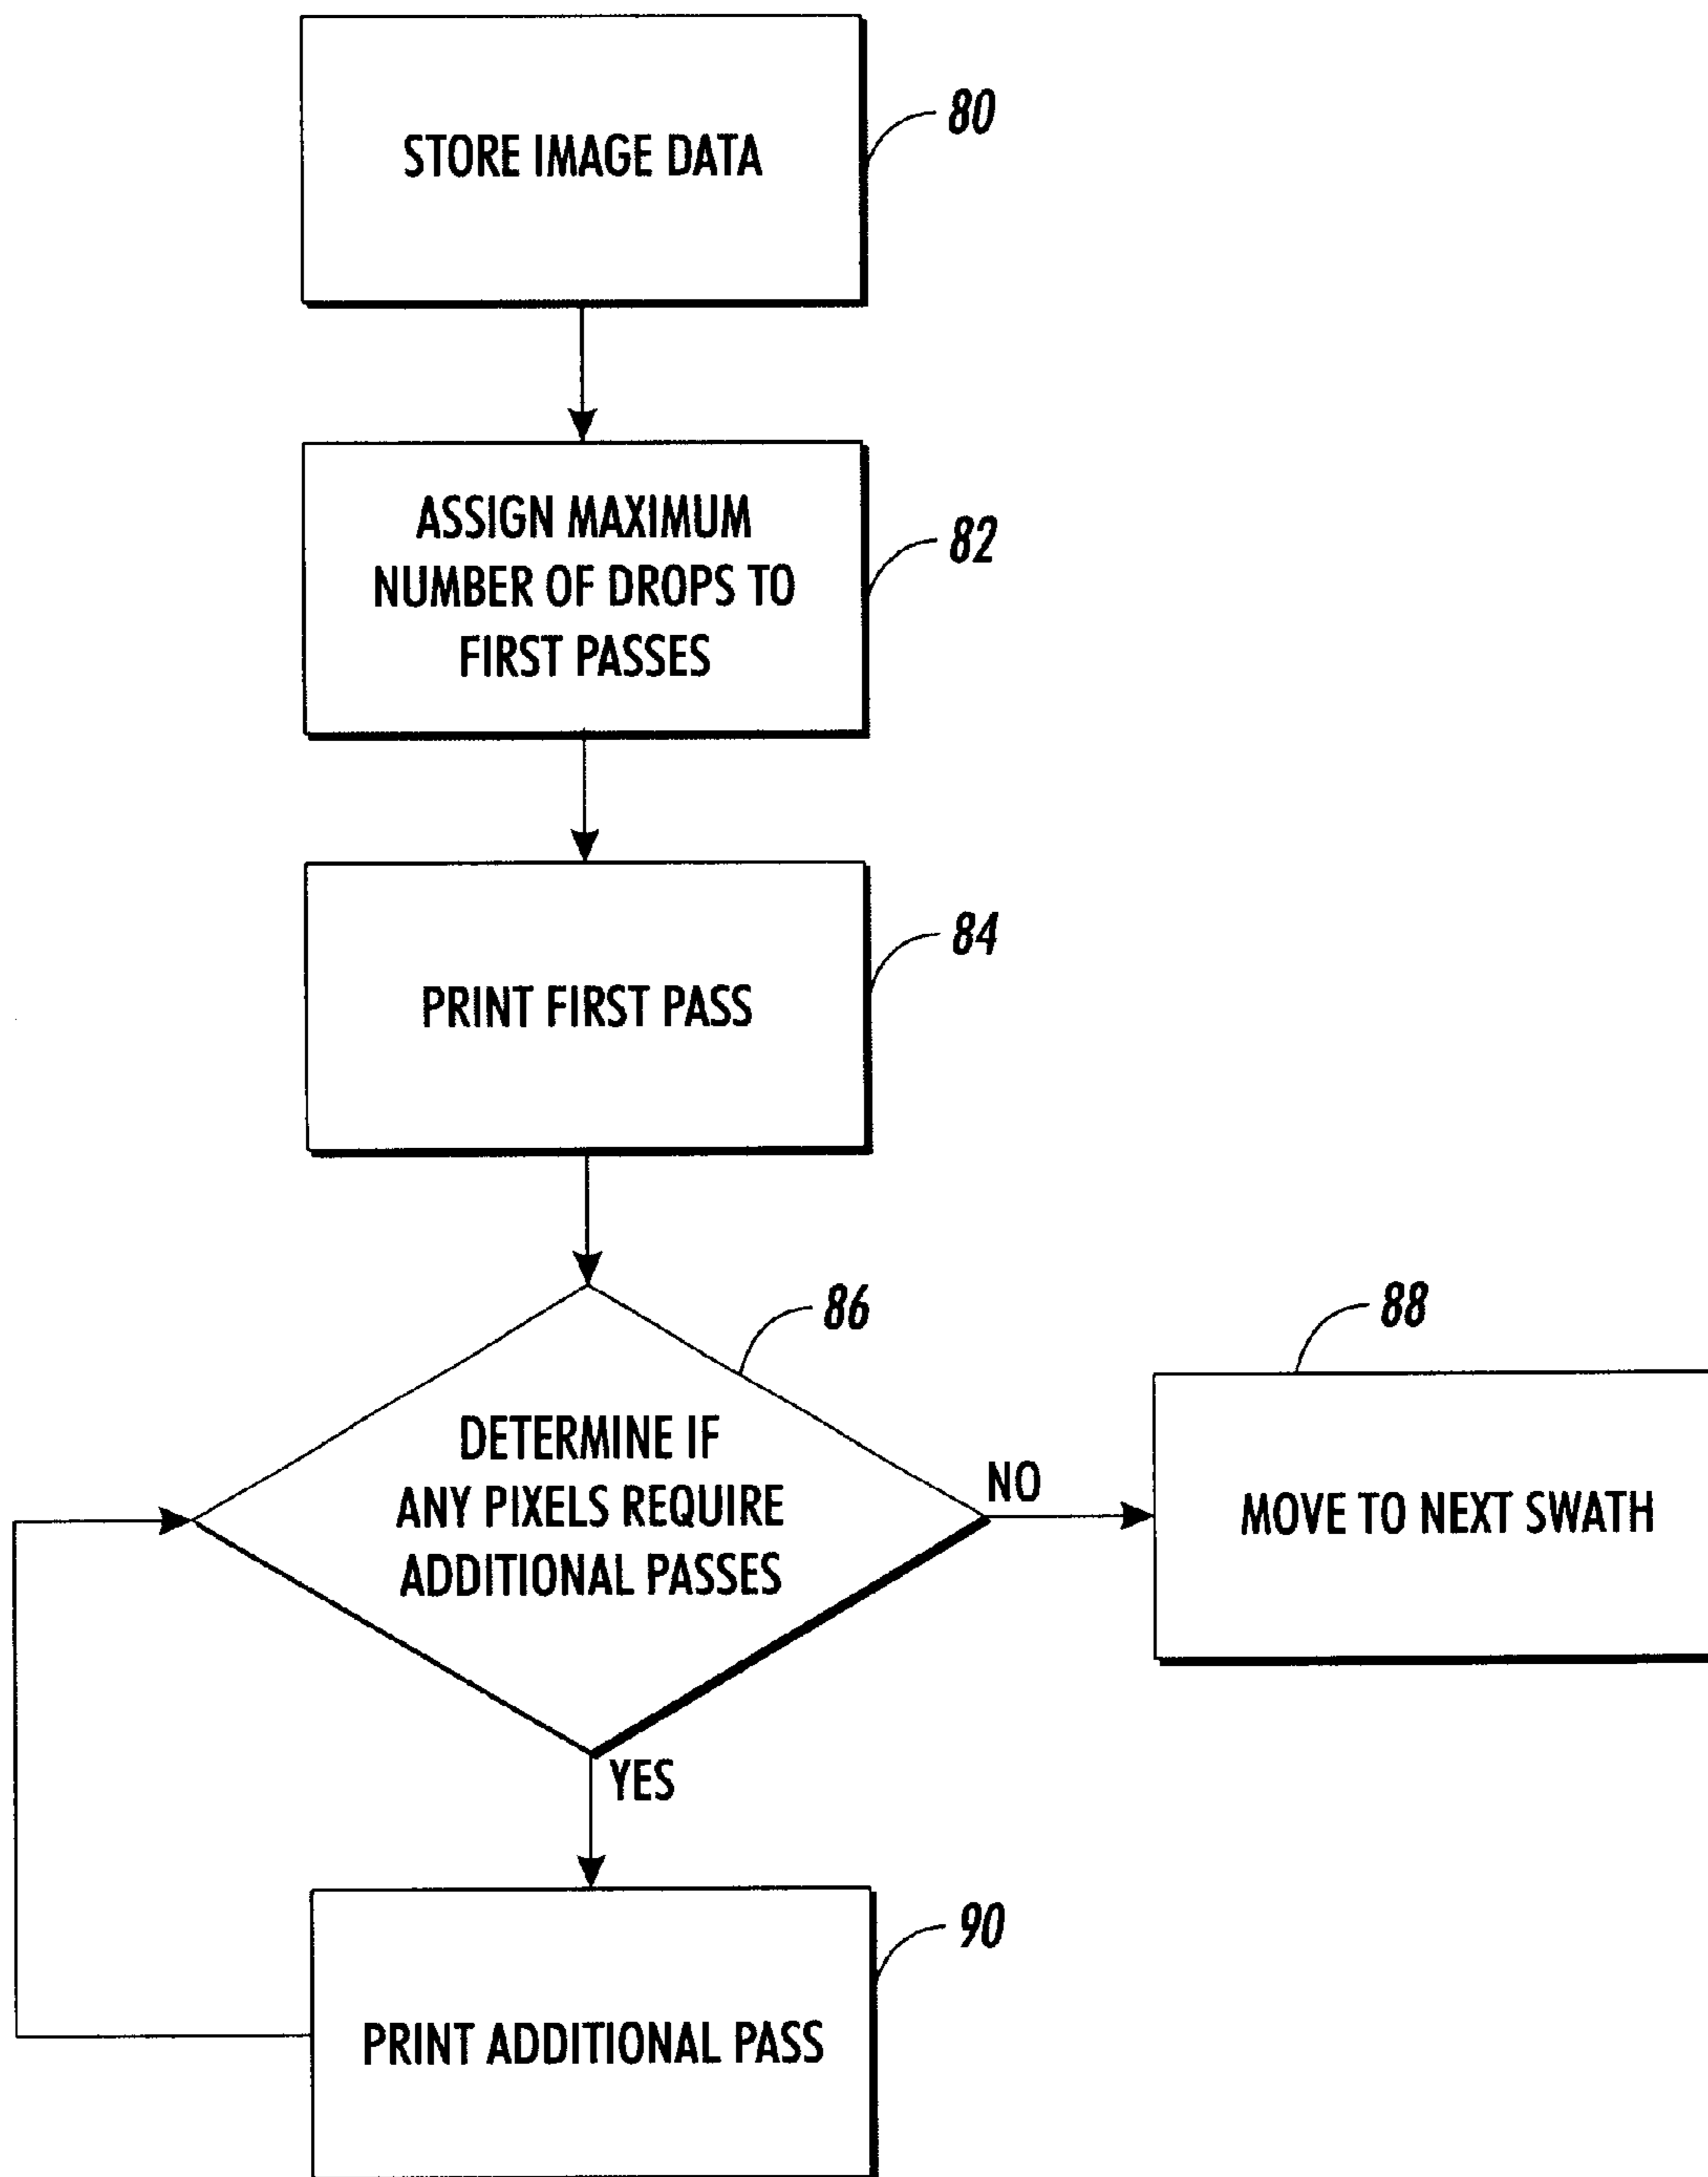 STORE IMAGE DATA
80
ASSIGN MAXIMUM
NUMBER OF DROPS TO
FIRST PASSES
82
PRINT FIRST PASS
84
DETERMINE IF
ANY PIXELS REQUIRE
ADDITIONAL PASSES
86
NO
MOVE TO NEXT SWATH
88
YES
PRINT ADDITIONAL PASS
90